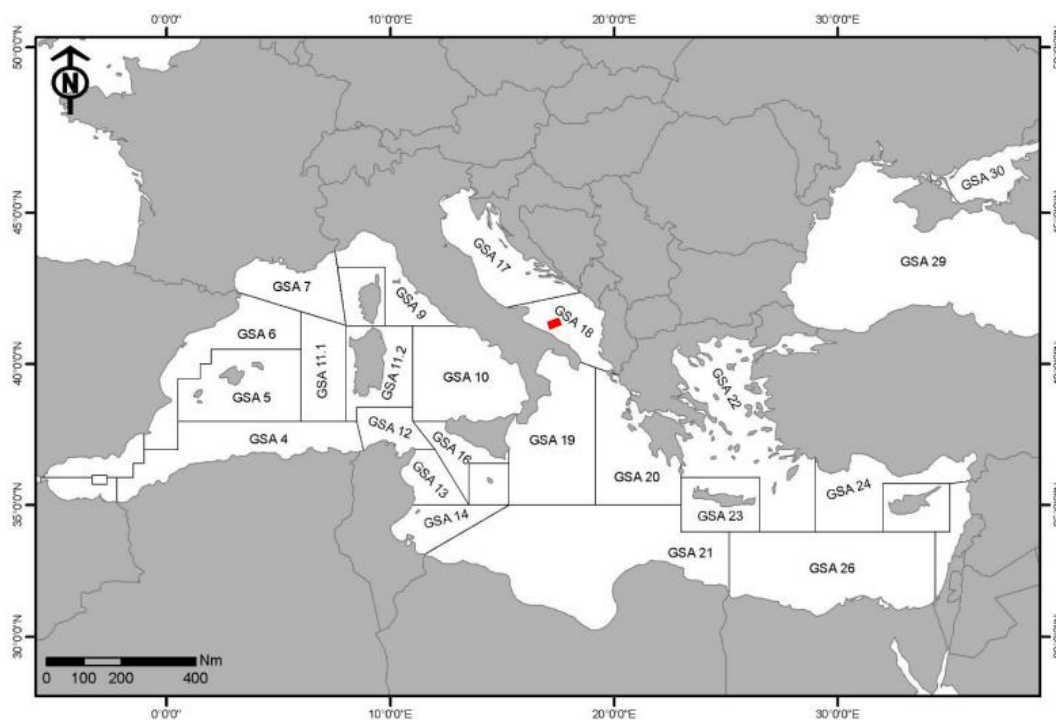 0°0'0" 10°0'0"E 20°0'0"E 30°0'0"E
50°0'0"N
N
45°0'0"N
40°0'0"N
35°0'0"N
30°0'0"N
GSA 30
GSA 29
GSA 17
GSA 7
GSA 9
GSA 18
GSA 6
GSA 11.1
GSA 11.2
GSA 10
GSA 22
GSA 5
GSA 4
GSA 12
GSA 16
GSA 19
GSA 20
GSA 13
GSA 24
GSA 23
GSA 14
GSA 21
GSA 26
Nm
0 100 200 400
45°0'0"N
0°0'0" 10°0'0"E 20°0'0"E 30°0'0"E